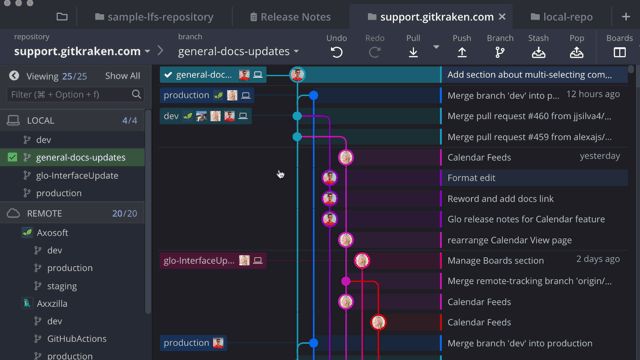 sample-lfs-repository
Release Notes
support.gitkraken.com
local-repo
repository
support.gitkraken.com
branch
general-docs-updates
Undo
Redo
Pull
Push
Branch
Stash
Pop
Boards
Viewing 25/25
Show All
Filter (⌘ + Option + f)
LOCAL
4/4
dev
general-docs-updates
glo-InterfaceUpdate
production
REMOTE
20/20
Axosoft
dev
production
staging
Axxzilla
dev
GitHubActions
production
general-doc...
Add section about multi-selecting com...
production
Merge branch 'dev' into p...
12 hours ago
dev
Merge pull request #460 from jjsilva4/...
Merge pull request #459 from alexajs/...
Calendar Feeds
yesterday
Format edit
Reword and add docs link
Glo release notes for Calendar feature
rearrange Calendar View page
glo-InterfaceUp...
Manage Boards section
2 days ago
Merge remote-tracking branch 'origin/...
Calendar Feeds
Calendar Feeds
production
Merge branch 'dev' into production